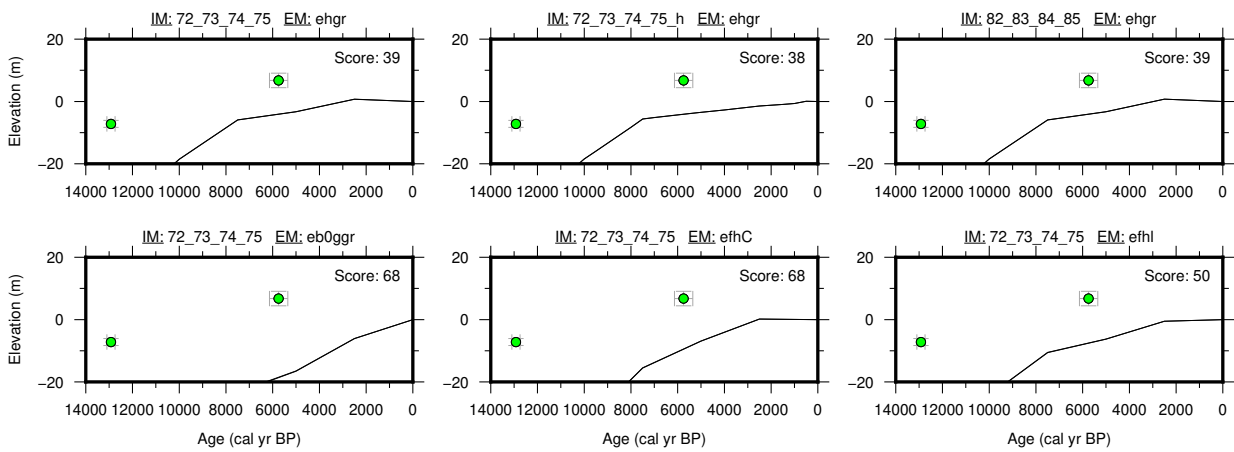 IM: 72_73_74_75 EM: ehgr
IM: 72_73_74_75_h EM: ehgr
IM: 82_83_84_85 EM: ehgr
Score: 39
Score: 38
Score: 39
Elevation (m)
20
0
−20
20
0
−20
20
0
−20
14000 12000 10000 8000 6000 4000 2000 0
14000 12000 10000 8000 6000 4000 2000 0
14000 12000 10000 8000 6000 4000 2000 0
IM: 72_73_74_75 EM: eb0ggr
IM: 72_73_74_75 EM: efhC
IM: 72_73_74_75 EM: efhl
Score: 68
Score: 68
Score: 50
Elevation (m)
20
0
−20
20
0
−20
20
0
−20
14000 12000 10000 8000 6000 4000 2000 0
14000 12000 10000 8000 6000 4000 2000 0
14000 12000 10000 8000 6000 4000 2000 0
Age (cal yr BP)
Age (cal yr BP)
Age (cal yr BP)